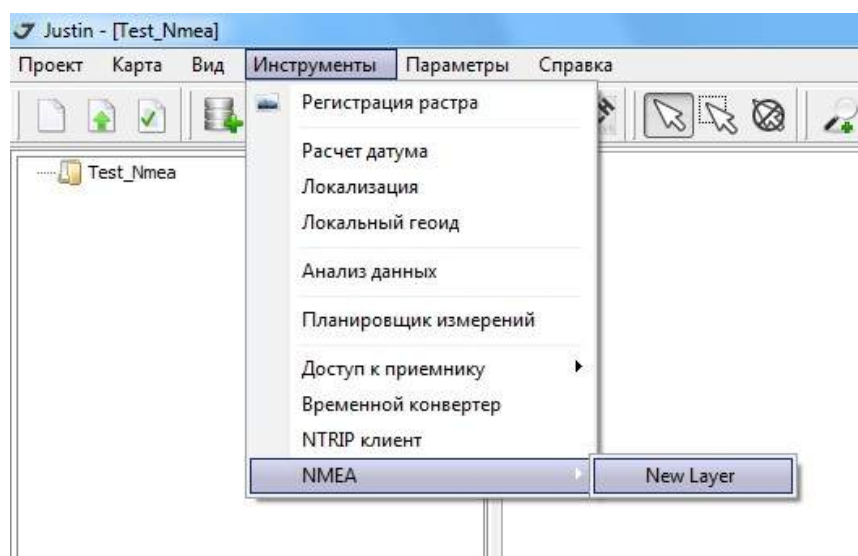 Justin - [Test_Nmea]
Проект Карта Вид Инструменты Параметры Справка
Test_Nmea
Регистрация растра
Расчет датума
Локализация
Локальный геоид
Анализ данных
Планировщик измерений
Доступ к приемнику
Временной конвертер
NTRIP клиент
NMEA
New Layer